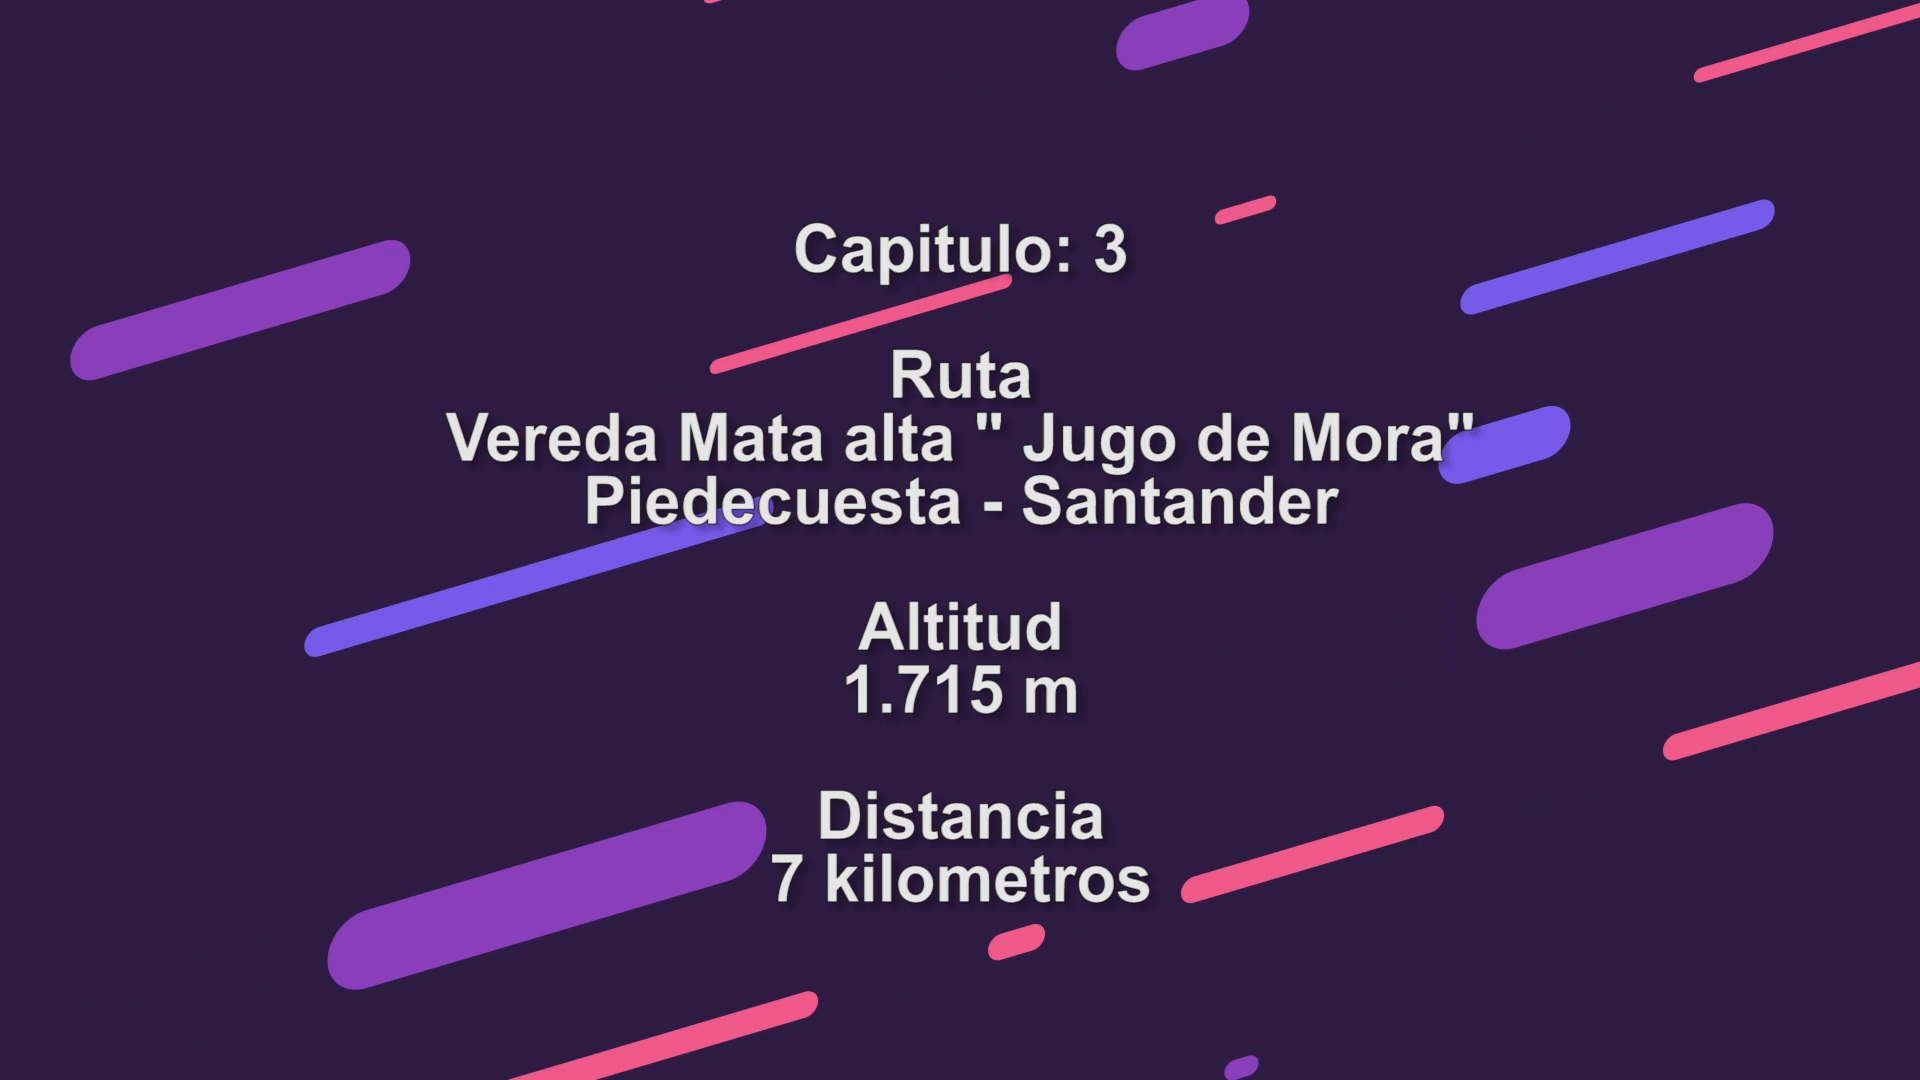 Capitulo: 3
Ruta
Vereda Mata alta " Jugo de Mora"
Piedecuesta - Santander
Altitud
1.715 m
Distancia
7 kilometros